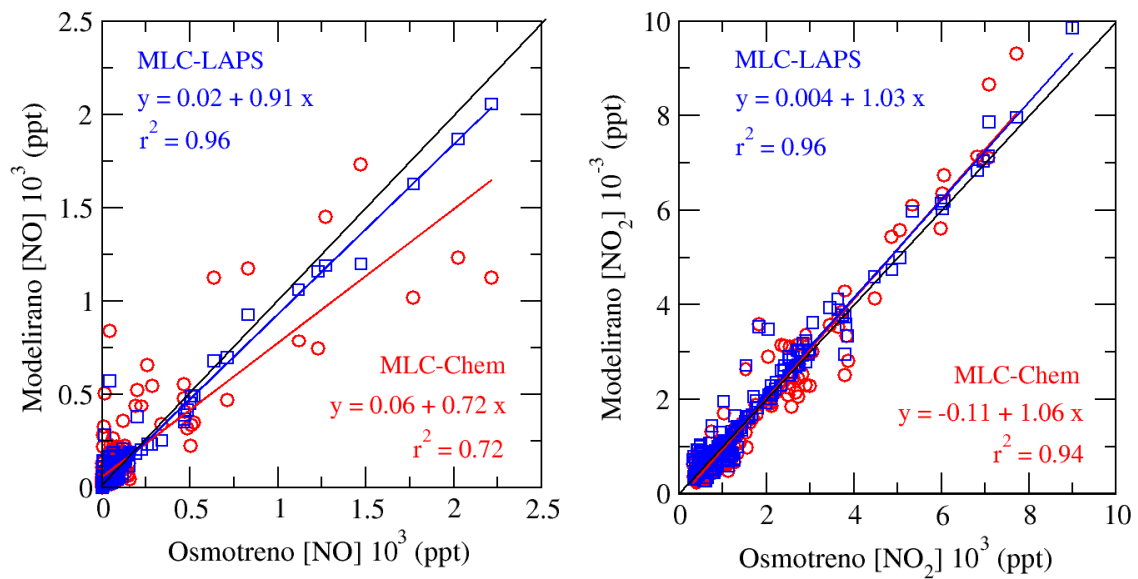 MLC-LAPS
y = 0.02 + 0.91 x
r² = 0.96
MLC-Chem
y = 0.06 + 0.72 x
r² = 0.72
Modelirano [NO] 10³ (ppt)
2.5
2
1.5
1
0.5
0
0 0.5 1 1.5 2 2.5
Osmotreno [NO] 10³ (ppt)
MLC-LAPS
y = 0.004 + 1.03 x
r² = 0.96
MLC-Chem
y = -0.11 + 1.06 x
r² = 0.94
Modelirano [NO₂] 10⁻³ (ppt)
10
8
6
4
2
0
0 2 4 6 8 10
Osmotreno [NO₂] 10³ (ppt)